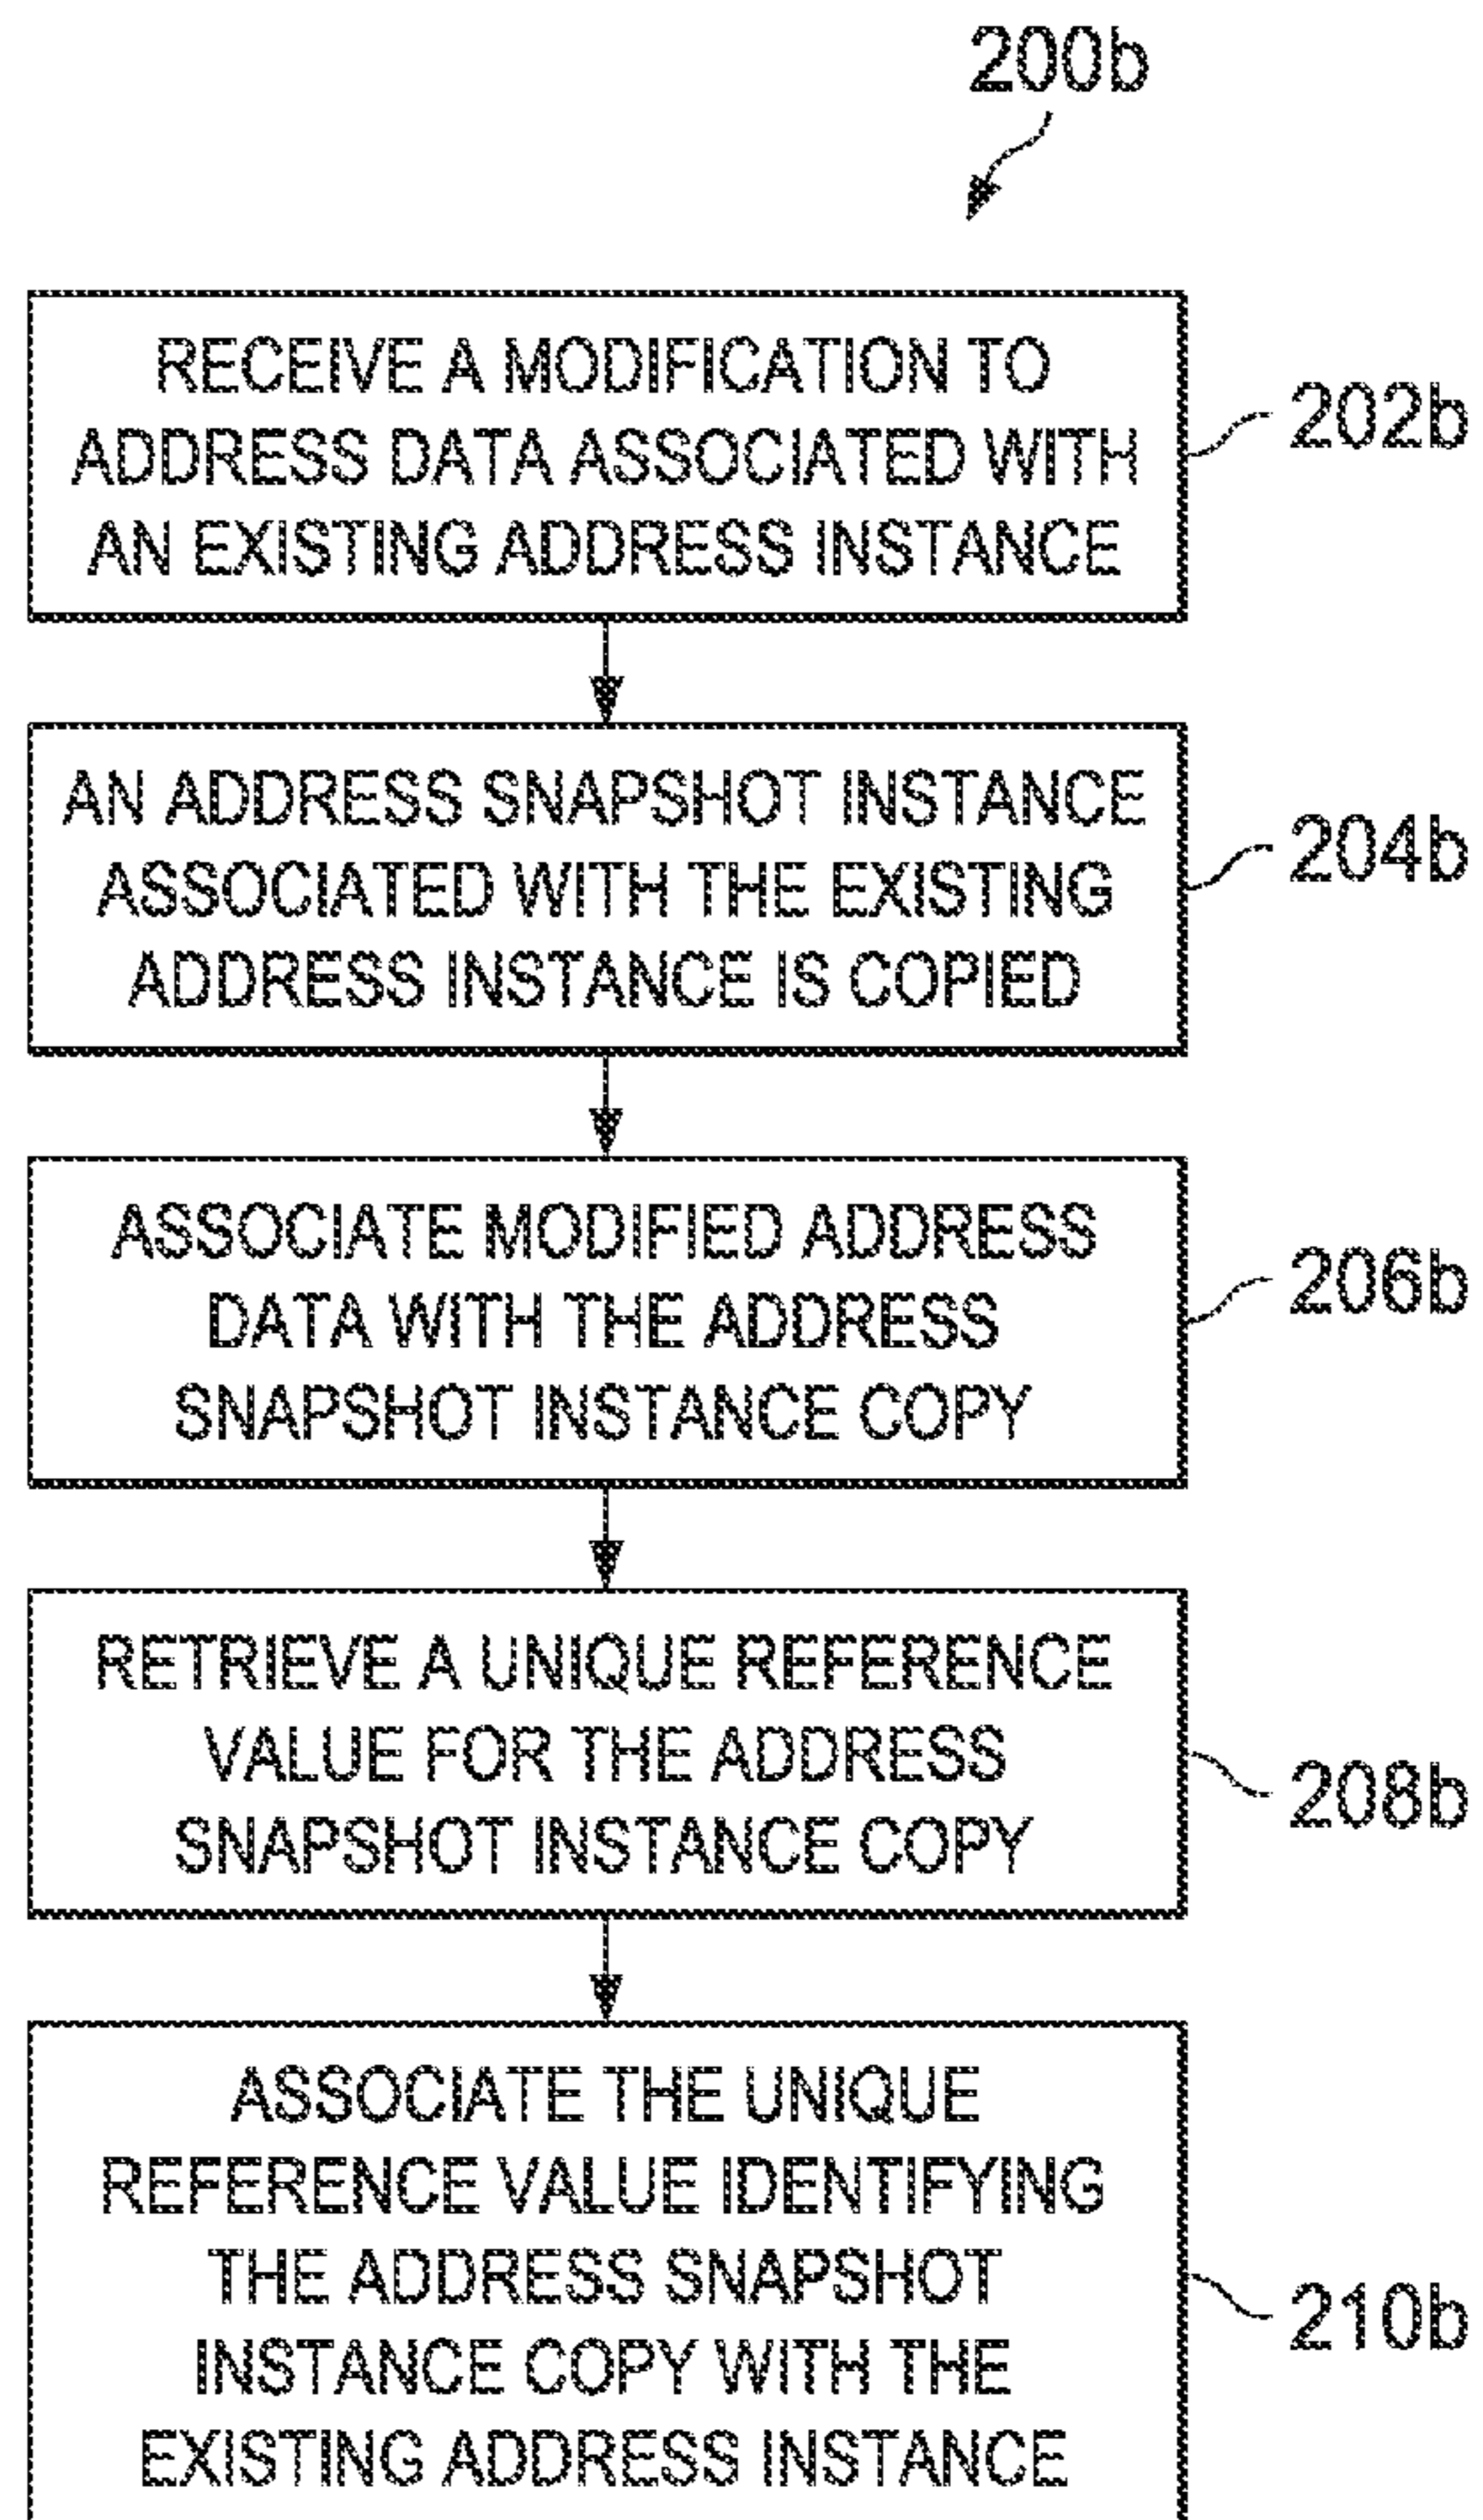 200b
RECEIVE A MODIFICATION TO
ADDRESS DATA ASSOCIATED WITH
AN EXISTING ADDRESS INSTANCE
202b
AN ADDRESS SNAPSHOT INSTANCE
ASSOCIATED WITH THE EXISTING
ADDRESS INSTANCE IS COPIED
204b
ASSOCIATE MODIFIED ADDRESS
DATA WITH THE ADDRESS
SNAPSHOT INSTANCE COPY
206b
RETRIEVE A UNIQUE REFERENCE
VALUE FOR THE ADDRESS
SNAPSHOT INSTANCE COPY
208b
ASSOCIATE THE UNIQUE
REFERENCE VALUE IDENTIFYING
THE ADDRESS SNAPSHOT
INSTANCE COPY WITH THE
EXISTING ADDRESS INSTANCE
210b